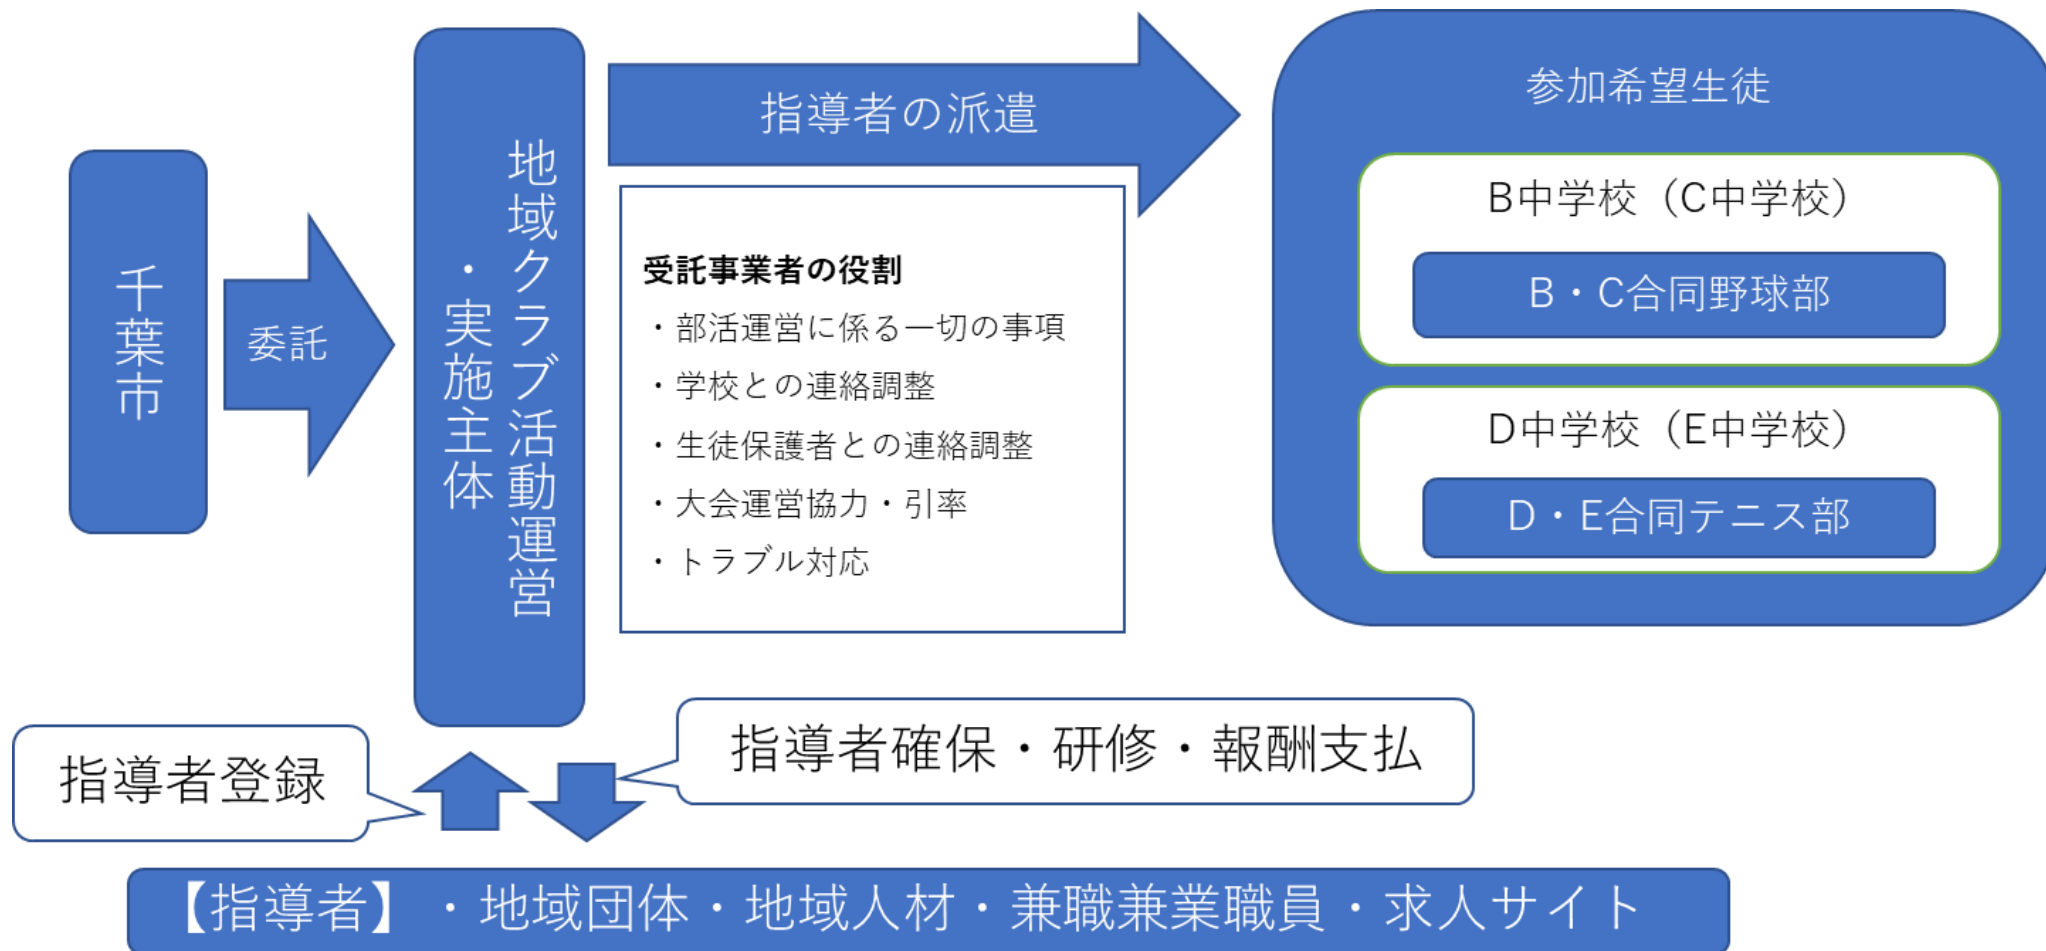 千葉市
委託
地域クラブ活動運営
・実施主体
指導者の派遣
受託事業者の役割
・部活運営に係る一切の事項
・学校との連絡調整
・生徒保護者との連絡調整
・大会運営協力・引率
・トラブル対応
参加希望生徒
B中学校（C中学校）
B・C合同野球部
D中学校（E中学校）
D・E合同テニス部
指導者登録
指導者確保・研修・報酬支払
【指導者】・地域団体・地域人材・兼職兼業職員・求人サイト